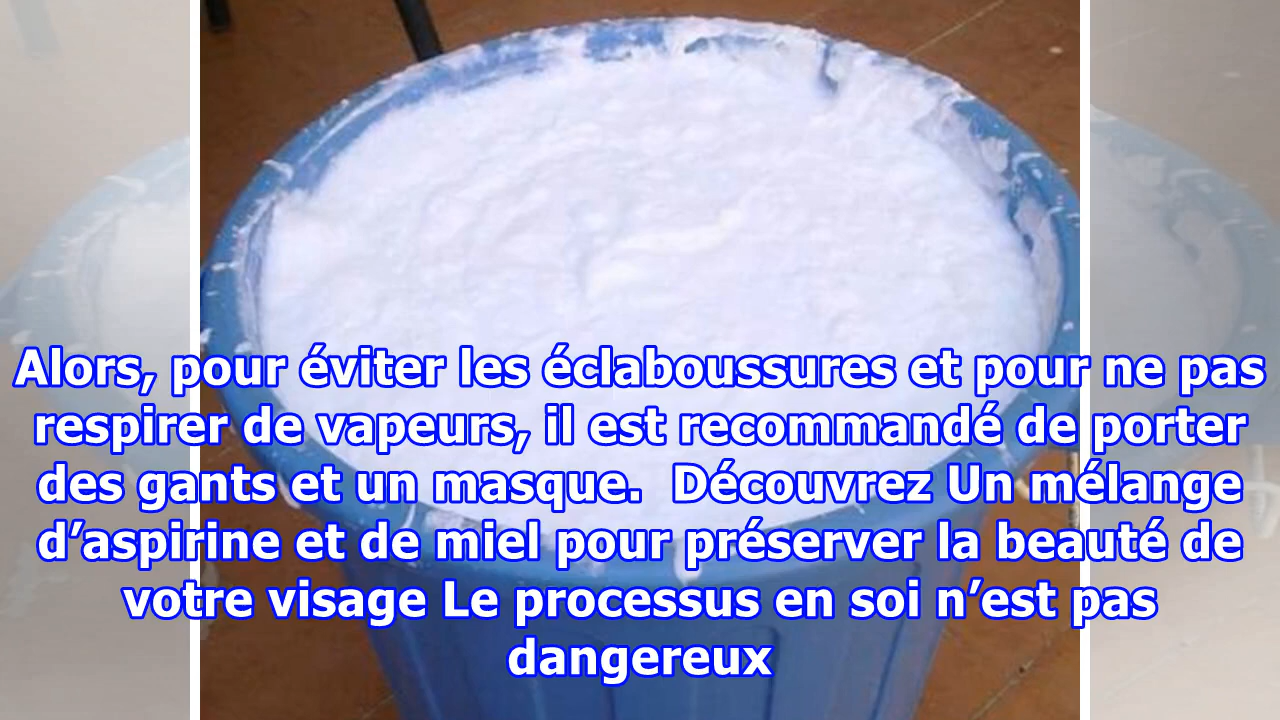 Alors, pour éviter les éclaboussures et pour ne pas
respirer de vapeurs, il est recommandé de porter
des gants et un masque.  Découvrez Un mélange
d’aspirine et de miel pour préserver la beauté de
votre visage Le processus en soi n’est pas
dangereux